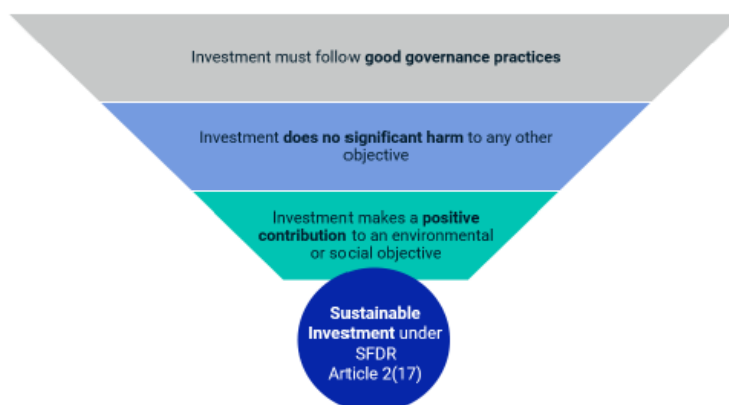 Investment must follow good governance practices
Investment does no significant harm to any other
objective
Investment makes a positive
contribution to an environmental
or social objective
Sustainable
Investment under
SFDR
Article 2(17)